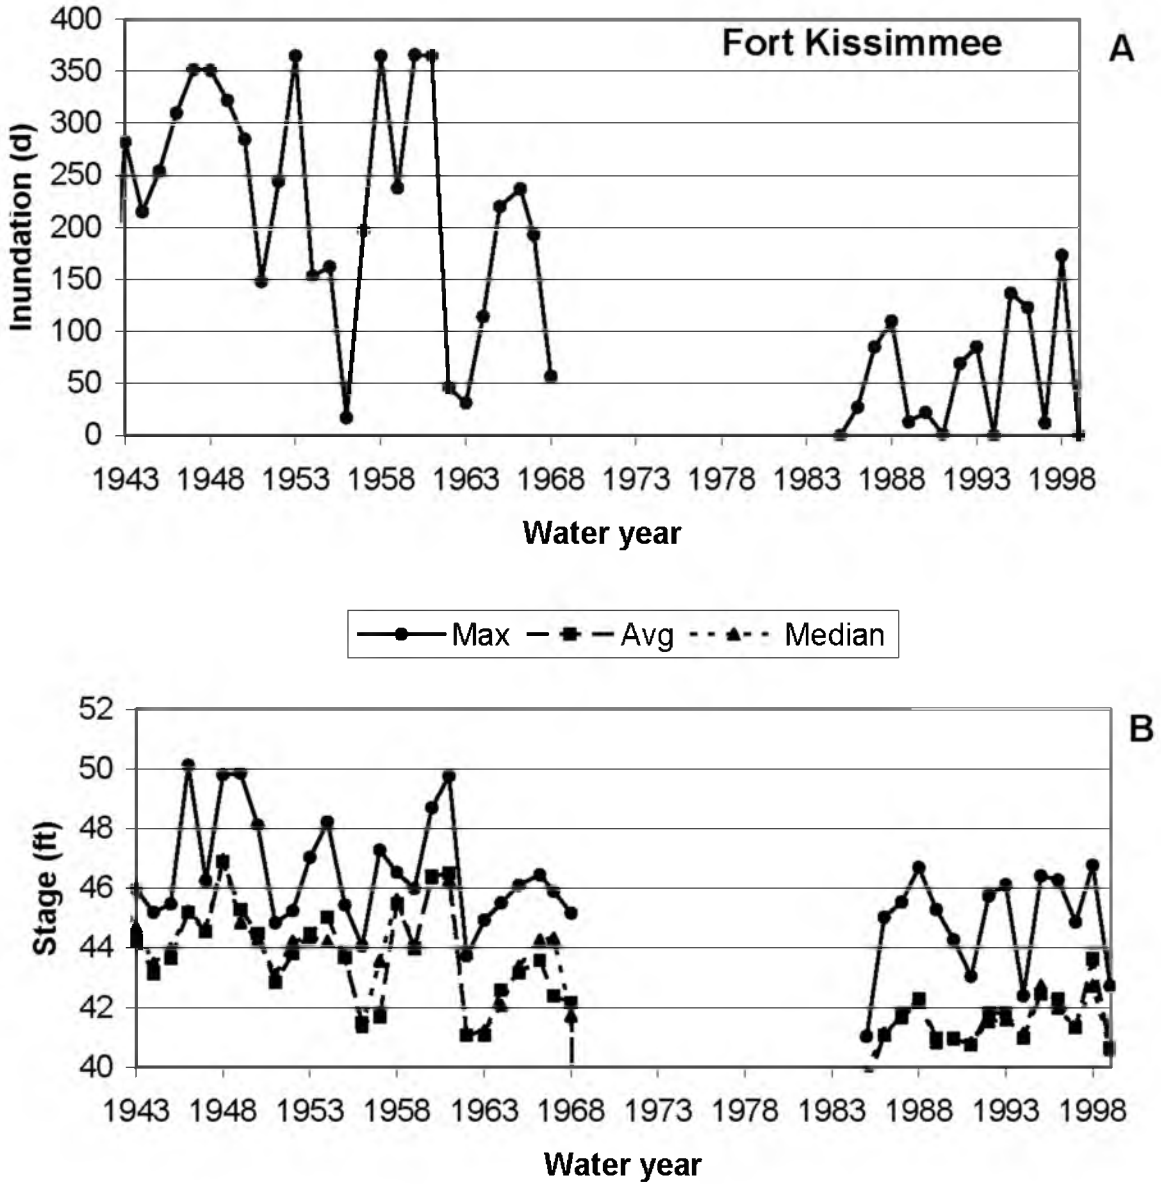 Fort Kissimmee
A
Inundation (d)
400
350
300
250
200
150
100
50
0
1943 1948 1953 1958 1963 1968 1973 1978 1983 1988 1993 1998
Water year
Max Avg Median
B
Stage (ft)
52
50
48
46
44
42
40
1943 1948 1953 1958 1963 1968 1973 1978 1983 1988 1993 1998
Water year